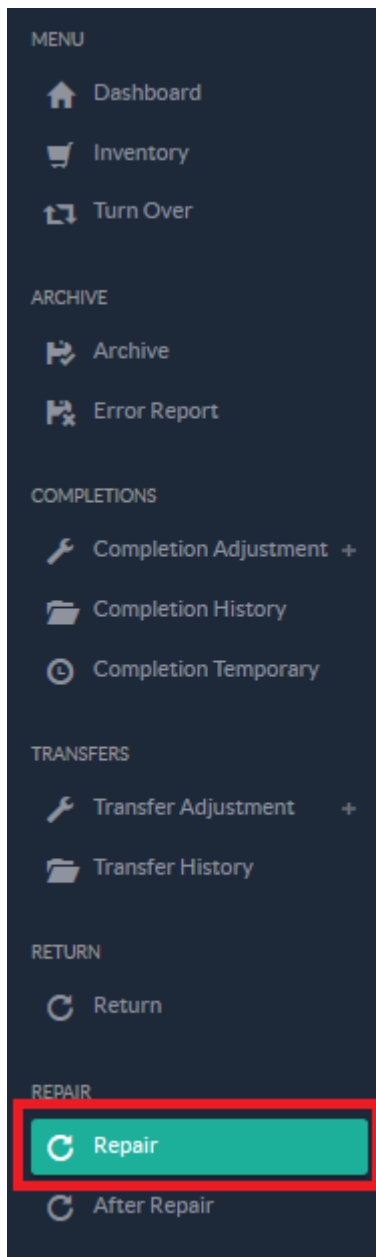 MENU
Dashboard
Inventory
Turn Over
ARCHIVE
Archive
Error Report
COMPLETIONS
Completion Adjustment +
Completion History
Completion Temporary
TRANSFERS
Transfer Adjustment +
Transfer History
RETURN
Return
REPAIR
Repair
After Repair